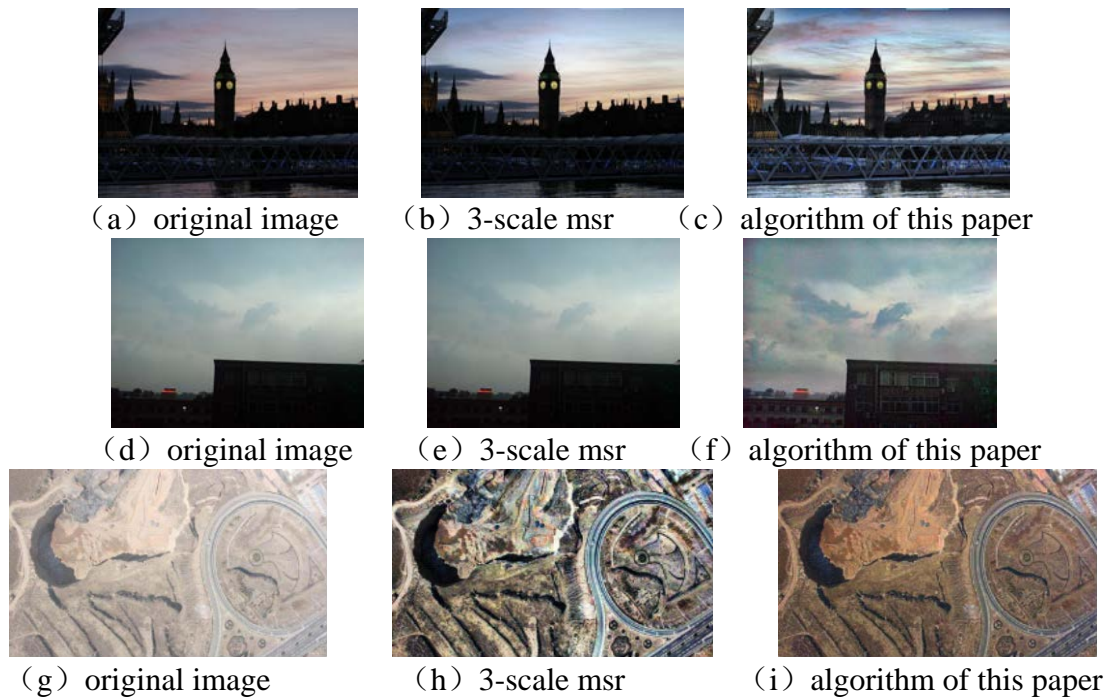 （a）original image （b）3-scale msr （c）algorithm of this paper
（d）original image （e）3-scale msr （f）algorithm of this paper
（g）original image （h）3-scale msr （i）algorithm of this paper